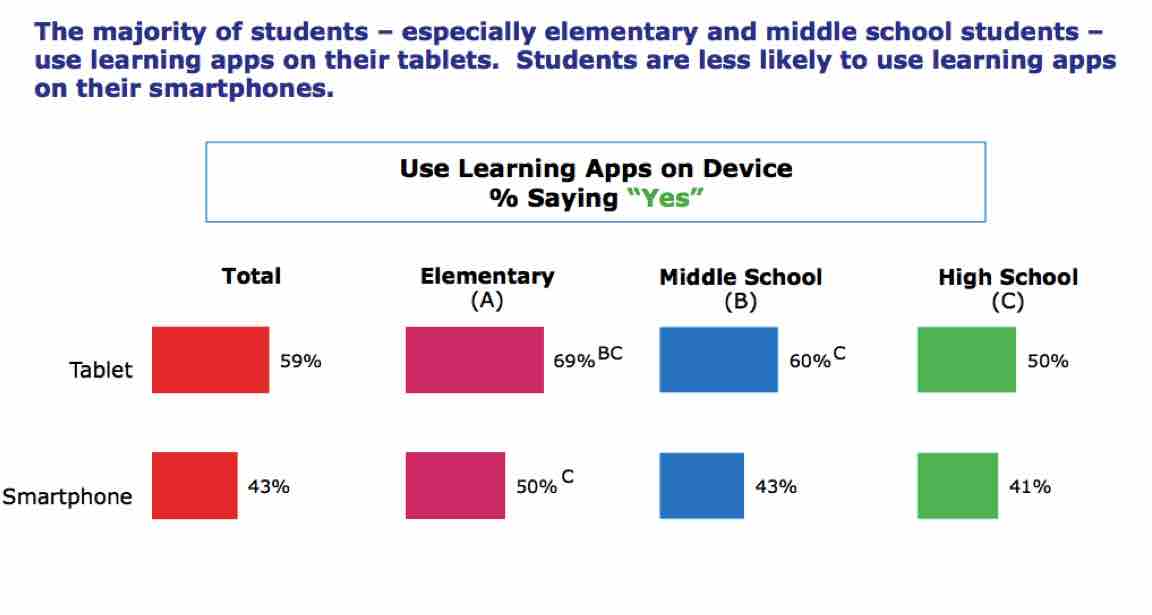 The majority of students – especially elementary and middle school students –
use learning apps on their tablets.  Students are less likely to use learning apps
on their smartphones.
Use Learning Apps on Device
% Saying “Yes”
Total Elementary Middle School High School
(A) (B) (C)
Tablet 59% 69% BC 60% C 50%
Smartphone 43% 50% C 43% 41%